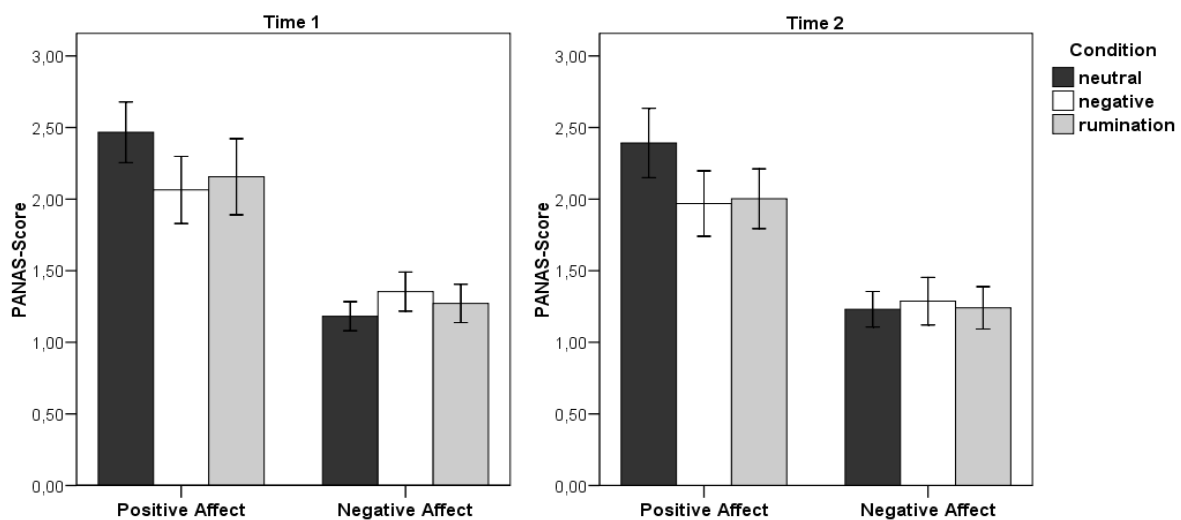 Time 1
PANAS-Score
3,00
2,50
2,00
1,50
1,00
0,50
0,00
Positive Affect
Negative Affect
Time 2
PANAS-Score
3,00
2,50
2,00
1,50
1,00
0,50
0,00
Positive Affect
Negative Affect
Condition
neutral
negative
rumination